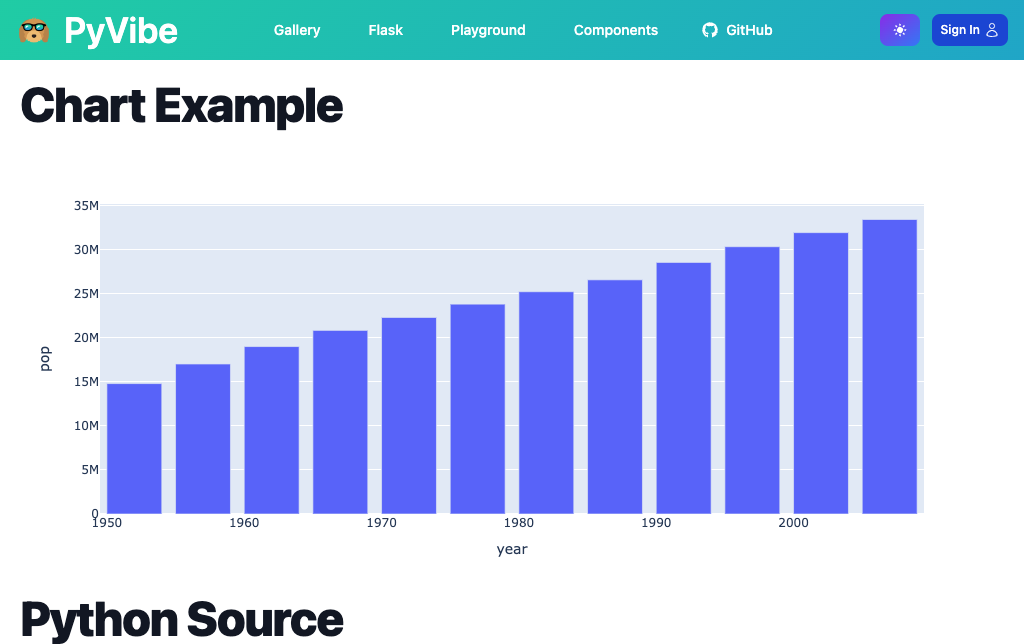 PyVibe
Gallery
Flask
Playground
Components
GitHub
Sign In
Chart Example
35M
30M
25M
20M
15M
10M
5M
0
pop
1950
1960
1970
1980
1990
2000
year
Python Source